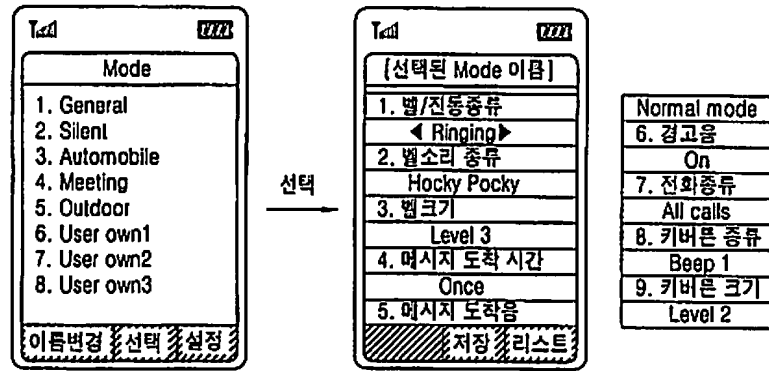 Mode
1. General
2. Silent
3. Automobile
4. Meeting
5. Outdoor
6. User own1
7. User own2
8. User own3
이름변경 선택 설정
선택
[선택된 Mode 이름]
1. 벨/진동종류
Ringing
2. 벨소리 종류
Hocky Pocky
3. 벨크기
Level 3
4. 메시지 도착 시간
Once
5. 메시지 도착음
저장 리스트
Normal mode
6. 경고음
On
7. 전화종류
All calls
8. 키버튼 종류
Beep 1
9. 키버튼 크기
Level 2